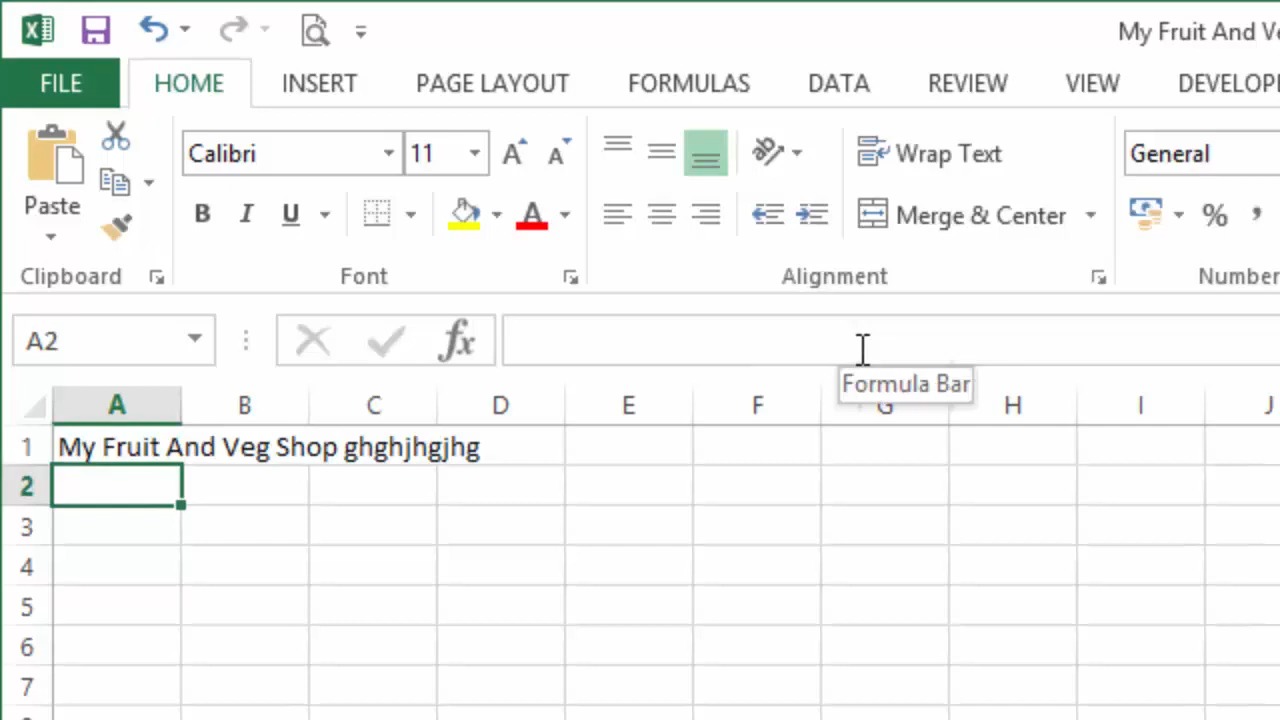 My Fruit And Ve
FILE HOME INSERT PAGE LAYOUT FORMULAS DATA REVIEW VIEW DEVELOP
Calibri 11 Wrap Text General
Paste B I U A Merge & Center % ,
Clipboard Font Alignment Number
A2 fx
Formula Bar
A B C D E F G H I J
1 My Fruit And Veg Shop ghghjhgjhg
2
3
4
5
6
7